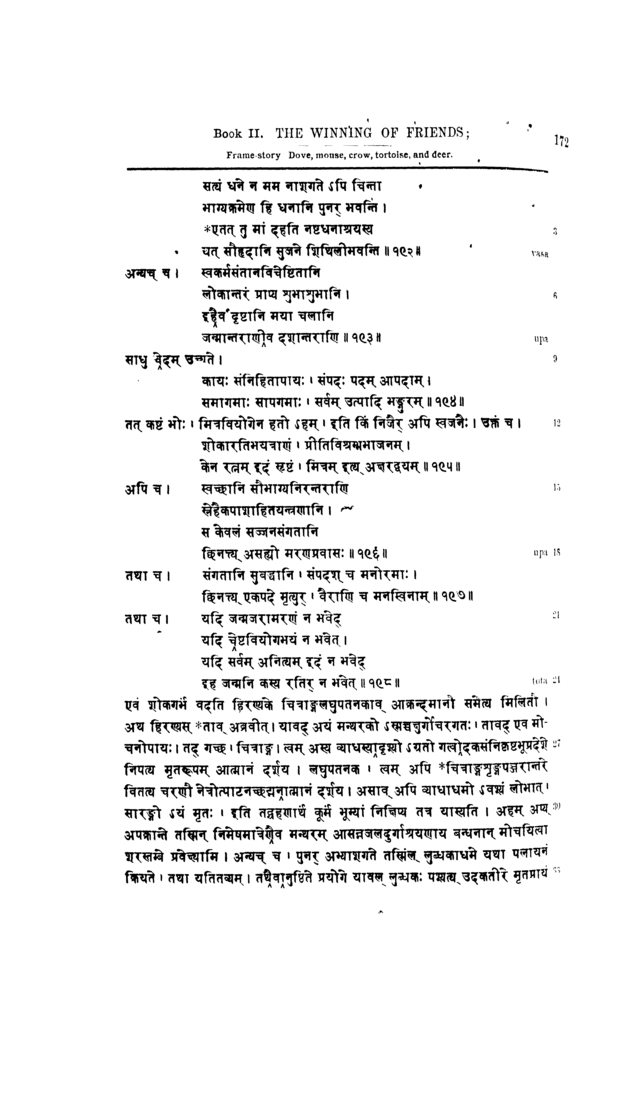 Book II. THE WINNING OF FRIENDS;
172
Frame-story Dove, mouse, crow, tortoise, and deer.
सत्यं धने न मम नाशगते ऽपि चिन्ता
भाग्यक्रमेण हि धनानि पुनर् भवन्ति ।
*एतत् तु मां दहति नष्टधनाश्रयस्य 3
यत् सौहृदानि सुजने शिथिलीभवन्ति ॥ १९२॥ vasa
अन्यच् च । स्वकर्मसंतानविचेष्टितानि
लोकान्तरं प्राप्य शुभाशुभानि । 6
इहैव दृष्टानि मया चलानि
जन्मान्तराणीव दशान्तराणि ॥ १९३॥ upa
साधु चेदम् उच्यते । 9
कायः संनिहितापायः । संपदः पदम् आपदाम् ।
समागमाः सापगमाः । सर्वम् उत्पादि भङ्गुरम् ॥ १९४॥
तत् कष्टं भोः । मित्रवियोगेन हतो ऽहम् । इति किं निजैर् अपि स्वजनैः । उक्तं च । 12
शोकारतिभयत्राणं । प्रीतिविश्रम्भभाजनम् ।
केन रत्नम् इदं सृष्टं । मित्रम् इत्य् अक्षरद्वयम् ॥ १९५॥
अपि च । स्वच्छानि सौभाग्यनिरन्तराणि 15
स्नेहैकपाशाहितयन्त्रणानि ।
स केवलं सज्जनसंगतानि
छिनत्त्य् असह्यो मरणप्रवासः ॥ १९६॥ upa 18
तथा च । संगतानि सुबद्धानि । संपदश् च मनोरमाः ।
छिनत्त्य् एकपदे मृत्युर् । वैराणि च मनस्विनाम् ॥ १९७॥
तथा च । यदि जन्मजरामरणं न भवेद् 21
यदि चेष्टवियोगभयं न भवेत् ।
यदि सर्वम् अनित्यम् इदं न भवेद्
इह जन्मनि कस्य रतिर् न भवेत् ॥ १९८॥ tota 24
एवं शोकगर्भं वदति हिरण्यके चित्राङ्गलघुपतनकाव् आक्रन्दमानौ समेत्य मिलितौ ।
अथ हिरण्यस् *ताव् अब्रवीत् । यावद् अयं मन्थरको ऽस्मच्चक्षुर्गोचरगतः । तावद् एव मो-
चनोपायः । तद् गच्छ । चित्राङ्ग । त्वम् अस्य व्याधस्यादृश्यो ऽग्रतो गत्वोदकसंनिकृष्टभूप्रदेशे 27
निपत्य मृतरूपम् आत्मानं दर्शय । लघुपतनक । त्वम् अपि *चित्राङ्गशृङ्गपञ्जरान्तरे
वितत्य चरणौ नेत्रोत्पाटनच्छद्मनात्मानं दर्शय । असाव् अपि व्याधाधमो ऽवश्यं लोभात् ।
सारङ्गो ऽयं मृतः । इति तद्ग्रहणार्थं कूर्मं भूम्यां निक्षिप्य तत्र यास्यति । अहम् अप्य् 30
अपक्रान्ते तस्मिन् निमेषमात्रेणैव मन्थरम् आसन्नजलदुर्गाश्रयणाय बन्धनान् मोचयित्वा
शरस्तम्बे प्रवेक्ष्यामि । अन्यच् च । पुनर् अभ्याशगते तस्मिंल् लुब्धकाधमे यथा पलायनं
क्रियते । तथा यतितव्यम् । तथैवानुष्ठिते प्रयोगे यावल् लुब्धकः पश्यत्य् उदकतीरे मृतप्रायं 33